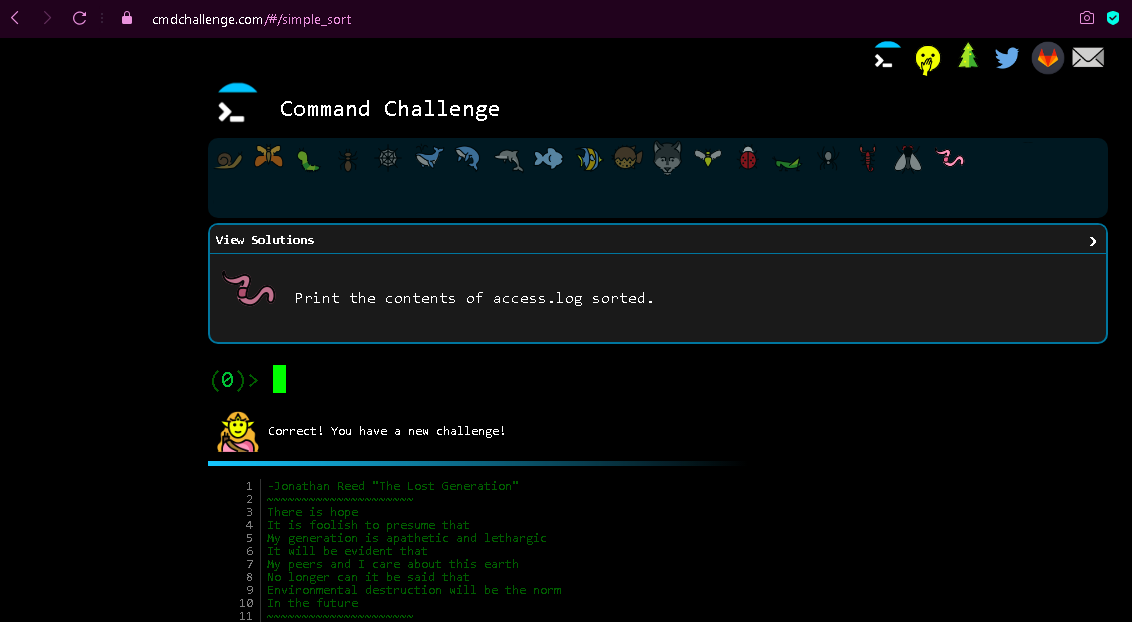 cmdchallenge.com/#/simple_sort
Command Challenge
View Solutions
Print the contents of access.log sorted.
(0)>
Correct! You have a new challenge!
1 -Jonathan Reed "The Lost Generation"
2 ~~~~~~~~~~~~~~~~~~~~~
3 There is hope
4 It is foolish to presume that
5 My generation is apathetic and lethargic
6 It will be evident that
7 My peers and I care about this earth
8 No longer can it be said that
9 Environmental destruction will be the norm
10 In the future
11 ~~~~~~~~~~~~~~~~~~~~~